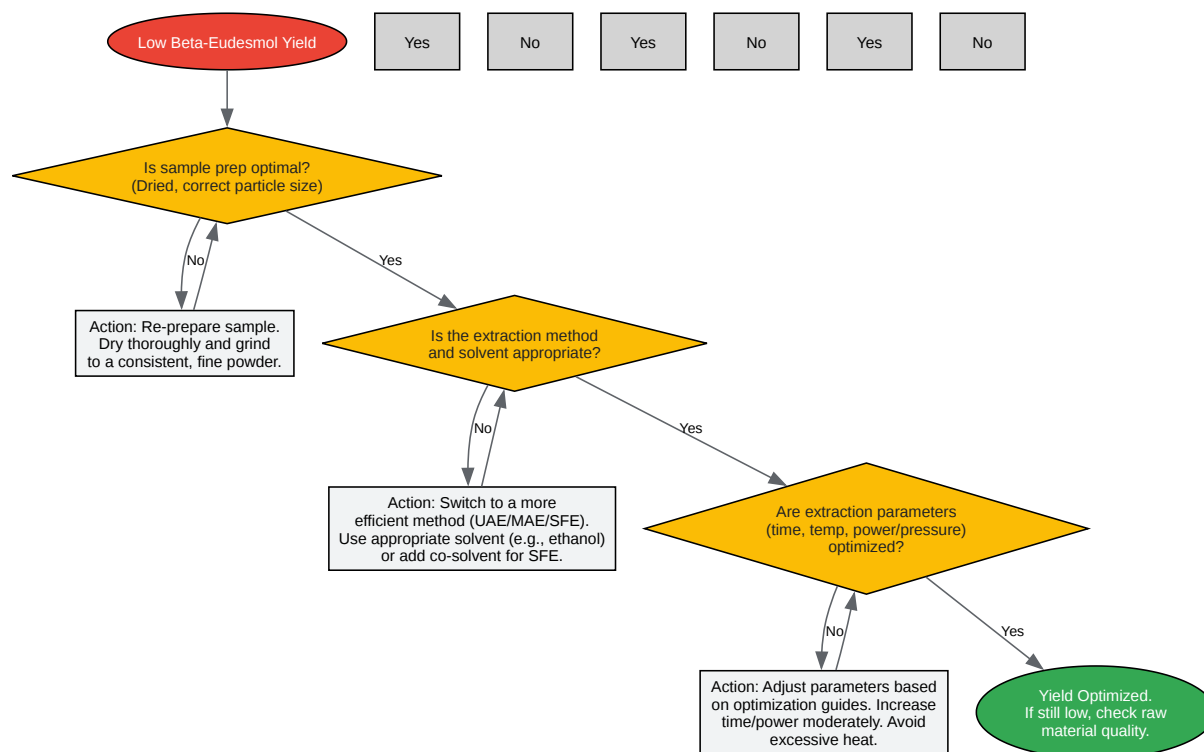 Low Beta-Eudesmol Yield
Yes
No
Yes
No
Yes
No
Is sample prep optimal?
(Dried, correct particle size)
No
Yes
Action: Re-prepare sample.
Dry thoroughly and grind
to a consistent, fine powder.
Is the extraction method
and solvent appropriate?
No
Yes
Action: Switch to a more
efficient method (UAE/MAE/SFE).
Use appropriate solvent (e.g., ethanol)
or add co-solvent for SFE.
Are extraction parameters
(time, temp, power/pressure)
optimized?
No
Yes
Action: Adjust parameters based
on optimization guides. Increase
time/power moderately. Avoid
excessive heat.
Yield Optimized.
If still low, check raw
material quality.